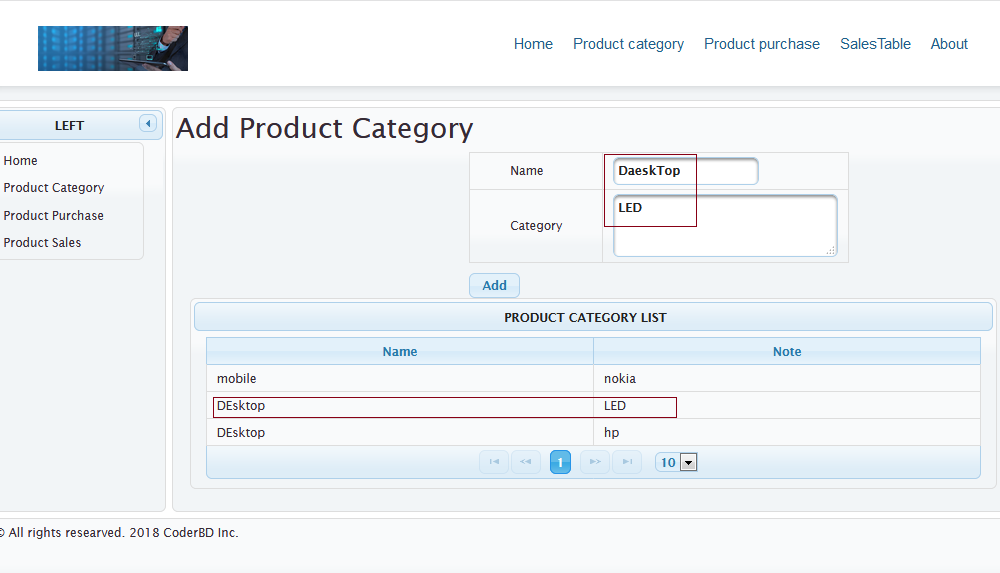 Home Product category Product purchase SalesTable About
LEFT
Home
Product Category
Product Purchase
Product Sales
Add Product Category
Name DaeskTop
Category LED
Add
PRODUCT CATEGORY LIST
Name Note
mobile nokia
DEsktop LED
DEsktop hp
1 10
© All rights researved. 2018 CoderBD Inc.